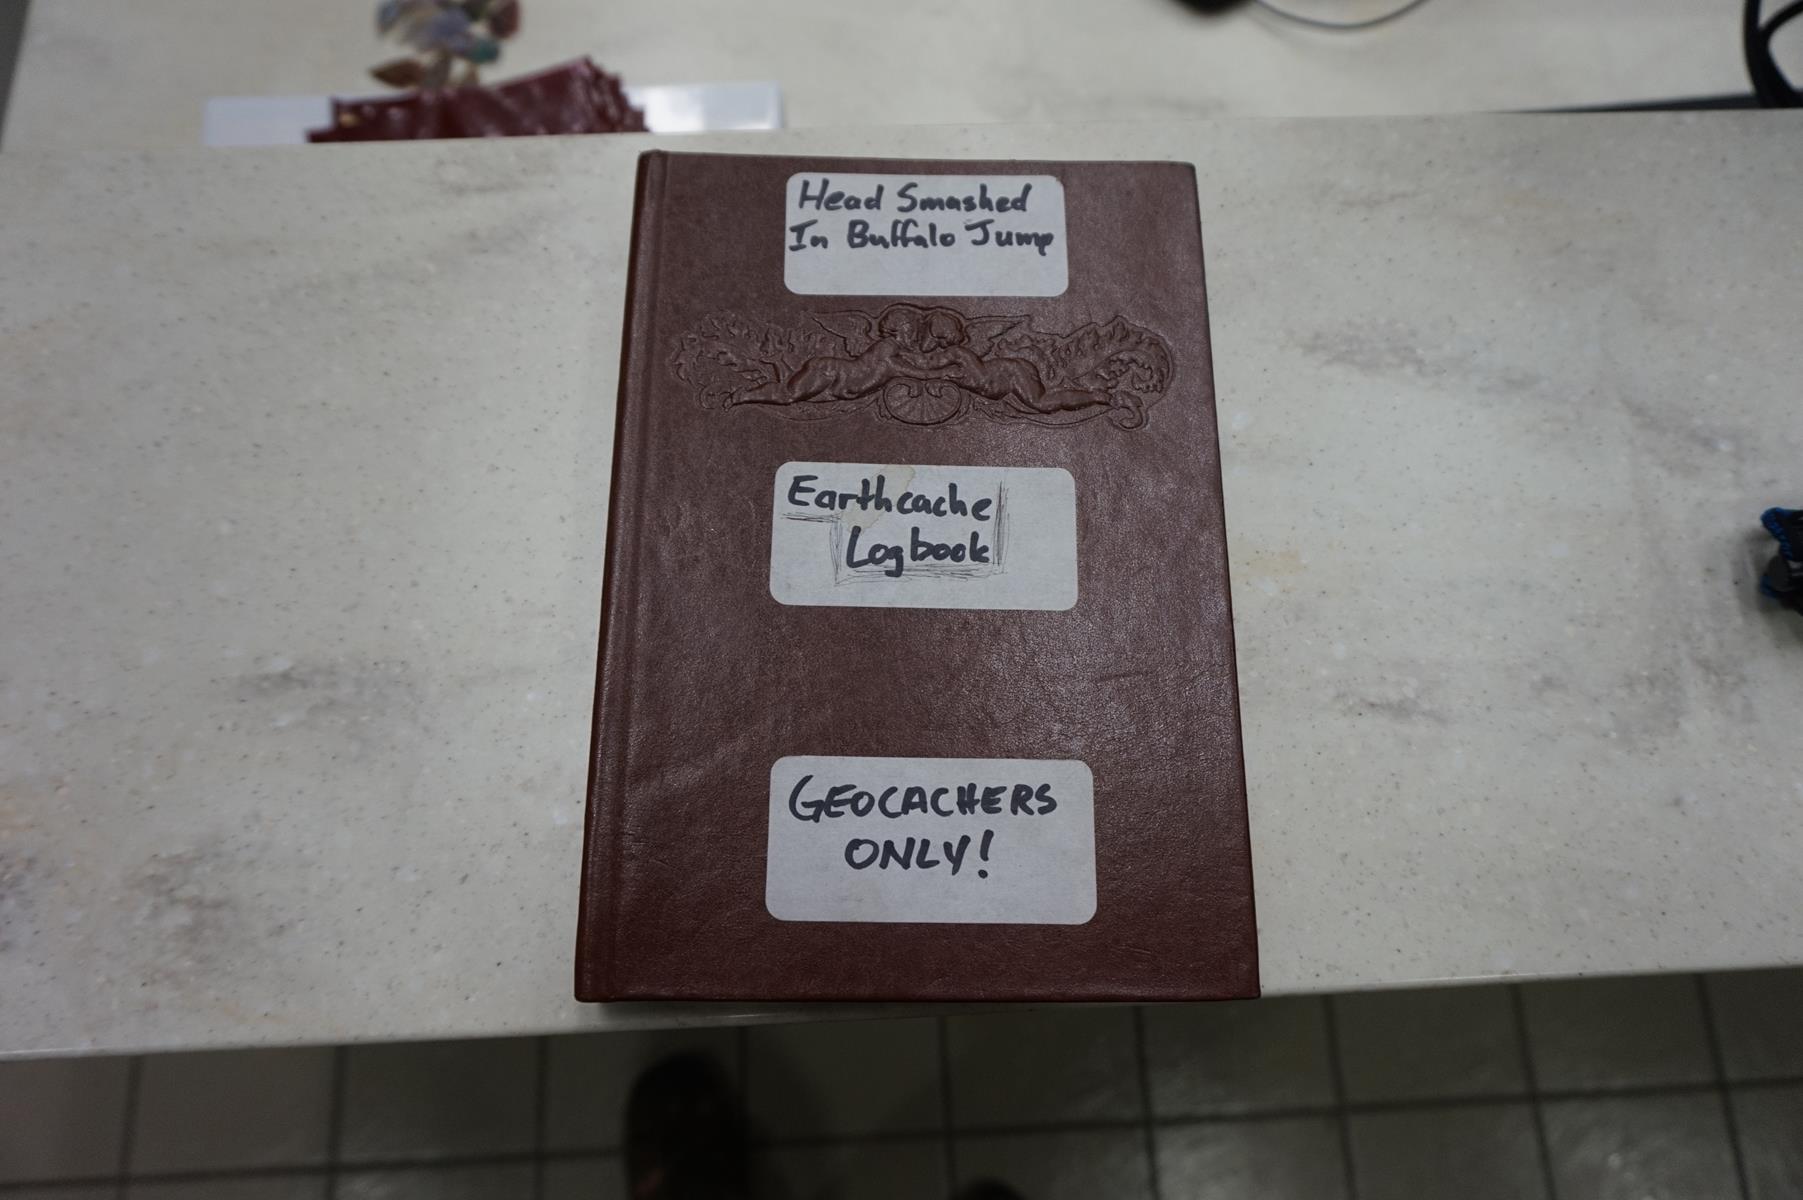 Head Smashed
In Buffalo Jump
Earthcache
Logbook
GEOCACHERS
ONLY!